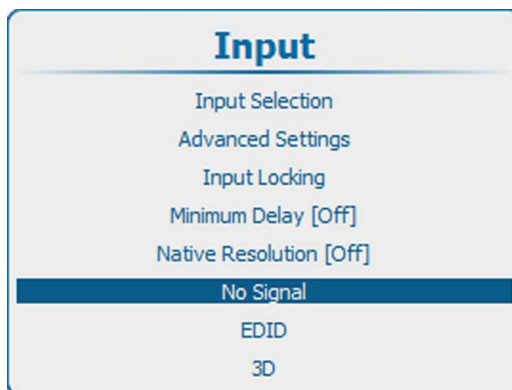 Input
Input Selection
Advanced Settings
Input Locking
Minimum Delay [Off]
Native Resolution [Off]
No Signal
EDID
3D